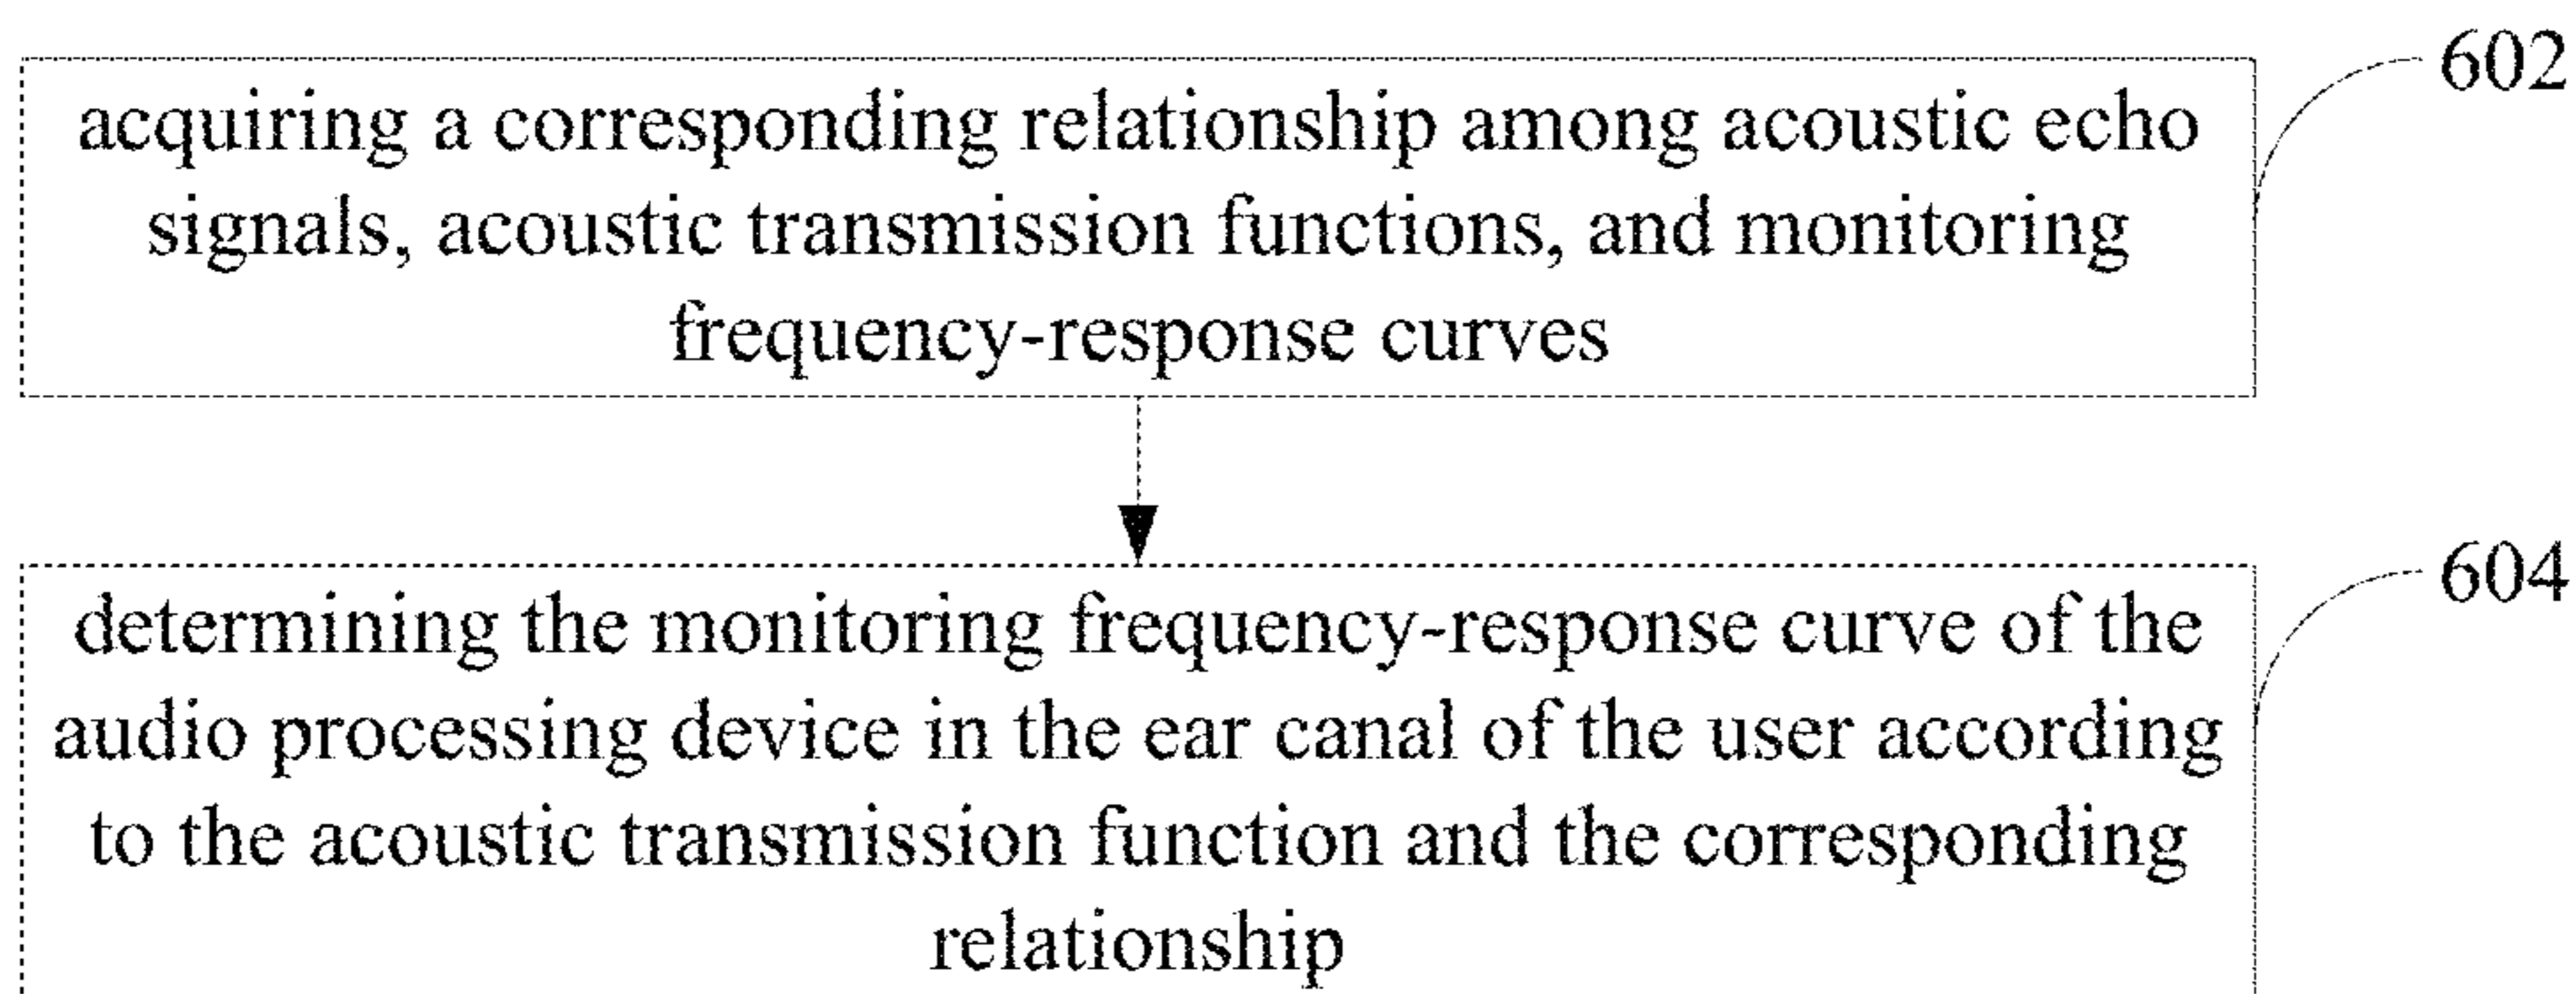 602
acquiring a corresponding relationship among acoustic echo
signals, acoustic transmission functions, and monitoring
frequency-response curves
604
determining the monitoring frequency-response curve of the
audio processing device in the ear canal of the user according
to the acoustic transmission function and the corresponding
relationship